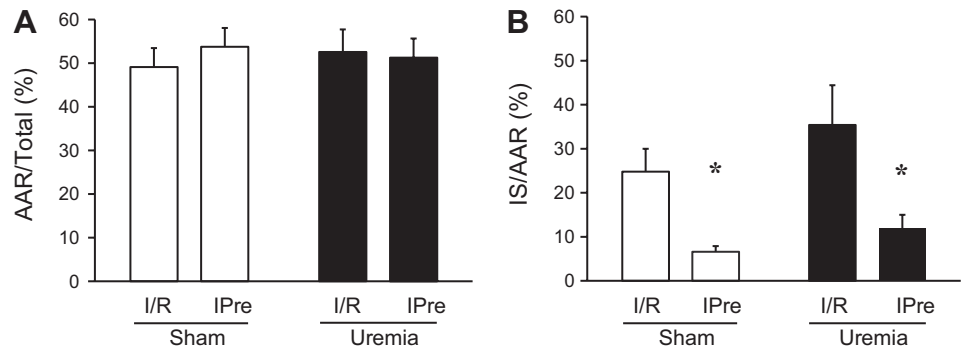 A
AAR/Total (%)
60
50
40
50
20
10
0
I/R IPre I/R IPre
Sham Uremia
B
IS/AAR (%)
60
60
40
30
20
10
0
*
*
I/R IPre I/R IPre
Sham Uremia